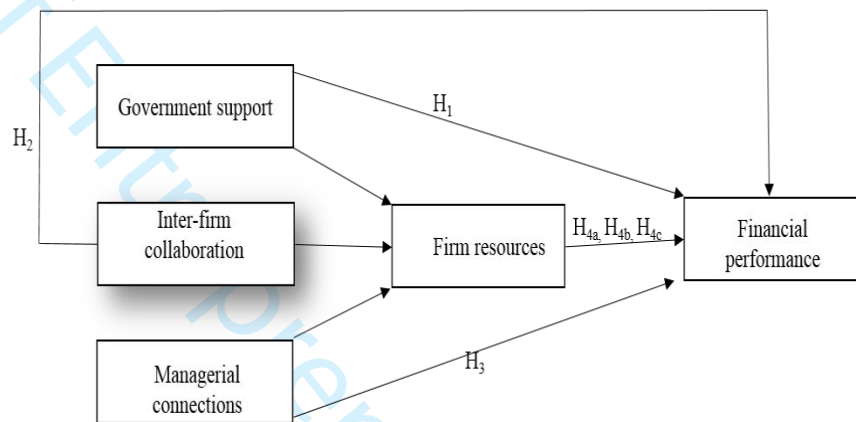 Government support
H1
H2
Inter-firm
collaboration
Firm resources
H4a, H4b, H4c
Financial
performance
Managerial
connections
H3